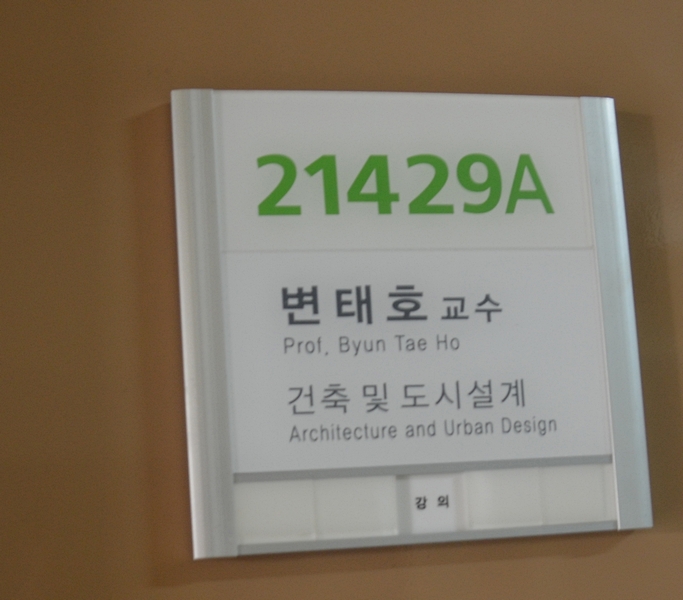 21429A
변태호 교수
Prof. Byun Tae Ho
건축 및 도시설계
Architecture and Urban Design
강 의